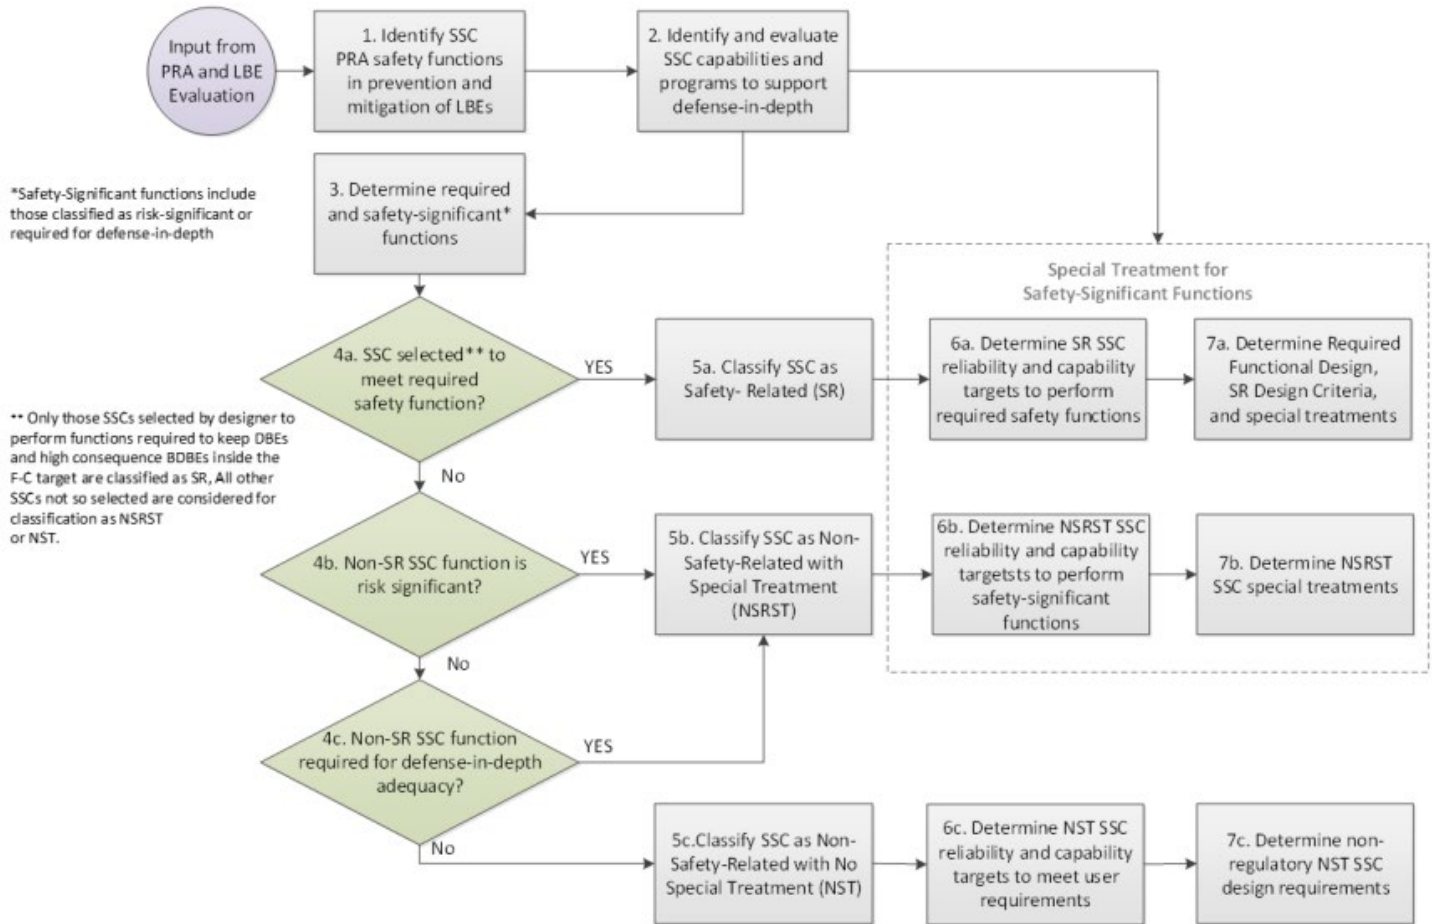 Input from
PRA and LBE
Evaluation
1. Identify SSC
PRA safety functions
in prevention and
mitigation of LBEs
2. Identify and evaluate
SSC capabilities and
programs to support
defense-in-depth
*Safety-Significant functions include
those classified as risk-significant or
required for defense-in-depth
3. Determine required
and safety-significant*
functions
Special Treatment for
Safety-Significant Functions
4a. SSC selected** to
meet required
safety function?
YES
5a. Classify SSC as
Safety- Related (SR)
6a. Determine SR SSC
reliability and capability
targets to perform
required safety functions
7a. Determine Required
Functional Design,
SR Design Criteria,
and special treatments
** Only those SSCs selected by designer to
perform functions required to keep DBEs
and high consequence BDBEs inside the
F-C target are classified as SR, All other
SSCs not so selected are considered for
classification as NSRST
or NST.
No
4b. Non-SR SSC function is
risk significant?
YES
5b. Classify SSC as Non-
Safety-Related with
Special Treatment
(NSRST)
6b. Determine NSRST SSC
reliability and capability
targetsts to perform
safety-significant
functions
7b. Determine NSRST
SSC special treatments
No
4c. Non-SR SSC function
required for defense-in-depth
adequacy?
YES
No
5c.Classify SSC as Non-
Safety-Related with No
Special Treatment (NST)
6c. Determine NST SSC
reliability and capability
targets to meet user
requirements
7c. Determine non-
regulatory NST SSC
design requirements